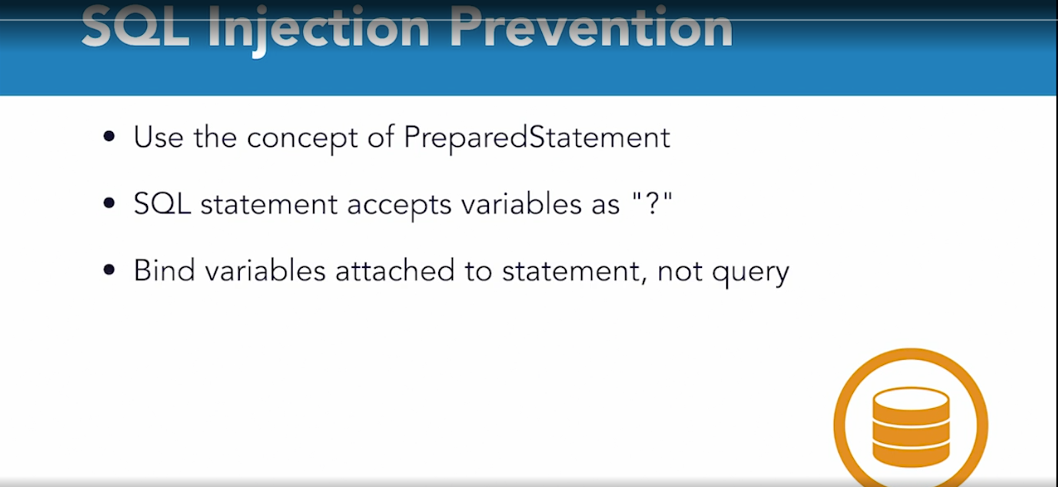 SQL Injection Prevention
• Use the concept of PreparedStatement
• SQL statement accepts variables as "?"
• Bind variables attached to statement, not query